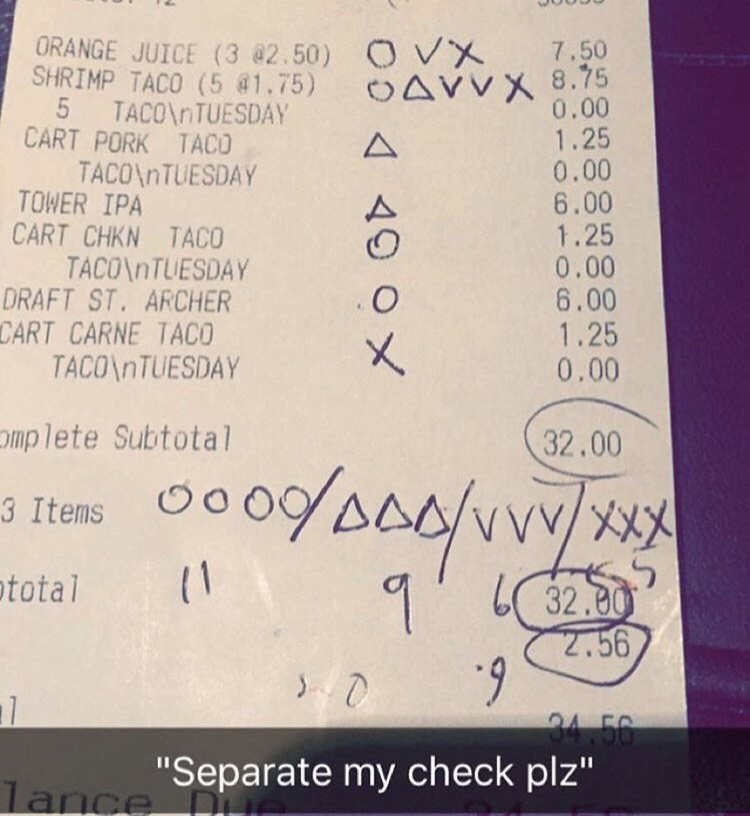 ORANGE JUICE (3 @2.50) O V X 7.50
SHRIMP TACO (5 @1.75) O Δ V V X 8.75
5 TACO\nTUESDAY 0.00
CART PORK TACO Δ 1.25
TACO\nTUESDAY 0.00
TOWER IPA Δ 6.00
CART CHKN TACO O 1.25
TACO\nTUESDAY 0.00
DRAFT ST. ARCHER O 6.00
CART CARNE TACO X 1.25
TACO\nTUESDAY 0.00
omplete Subtotal 32.00
3 Items O O O O / Δ Δ Δ / V V V / X X X
total 11 9 6 32.00
2.56
34.56
"Separate my check plz"
lance Due